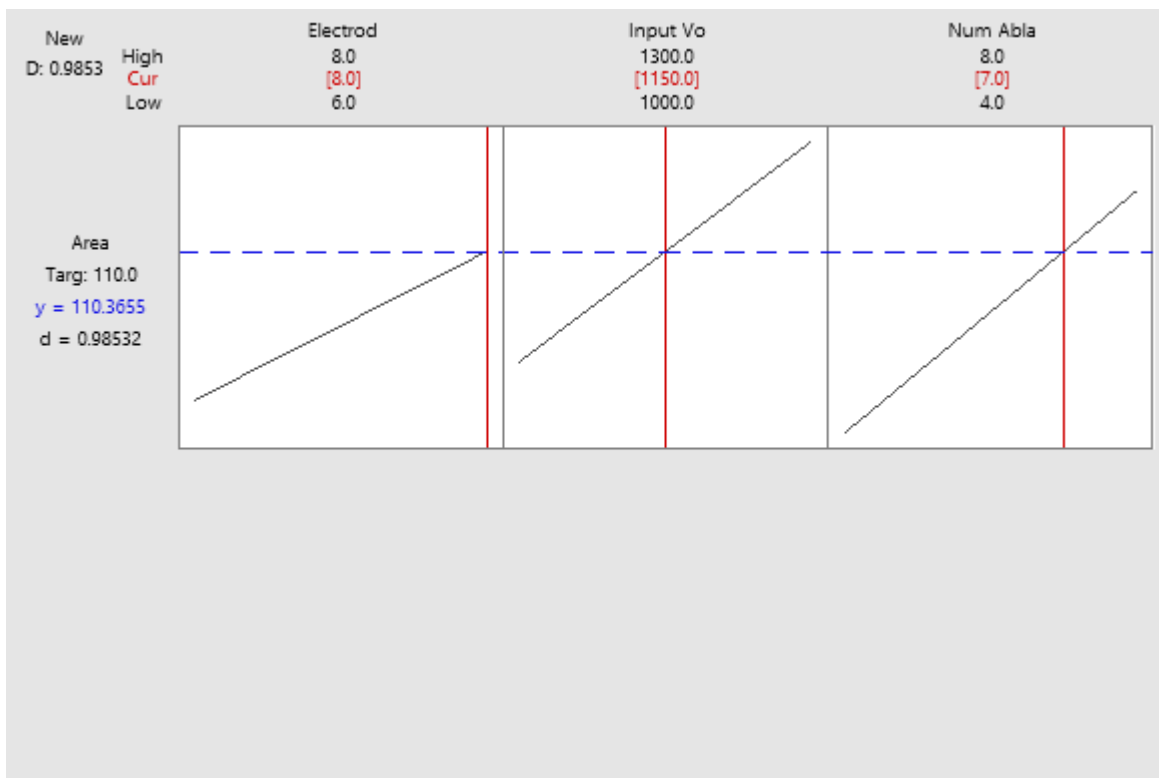 New
D: 0.9853
High
Cur
Low
Electrod
8.0
[8.0]
6.0
Input Vo
1300.0
[1150.0]
1000.0
Num Abla
8.0
[7.0]
4.0
Area
Targ: 110.0
y = 110.3655
d = 0.98532